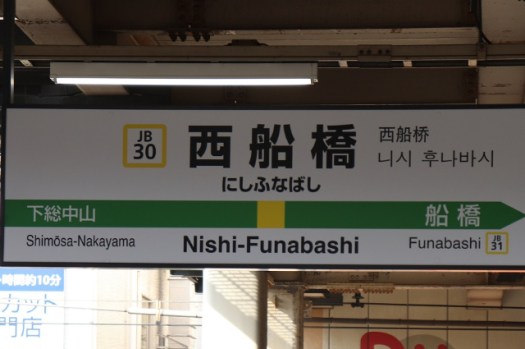 JB
30
西船橋
西船桥
니시 후나바시
にしふなばし
下総中山
船橋
Shimōsa-Nakayama
Nishi-Funabashi
Funabashi
JB
31
時間約10分
カット
門店